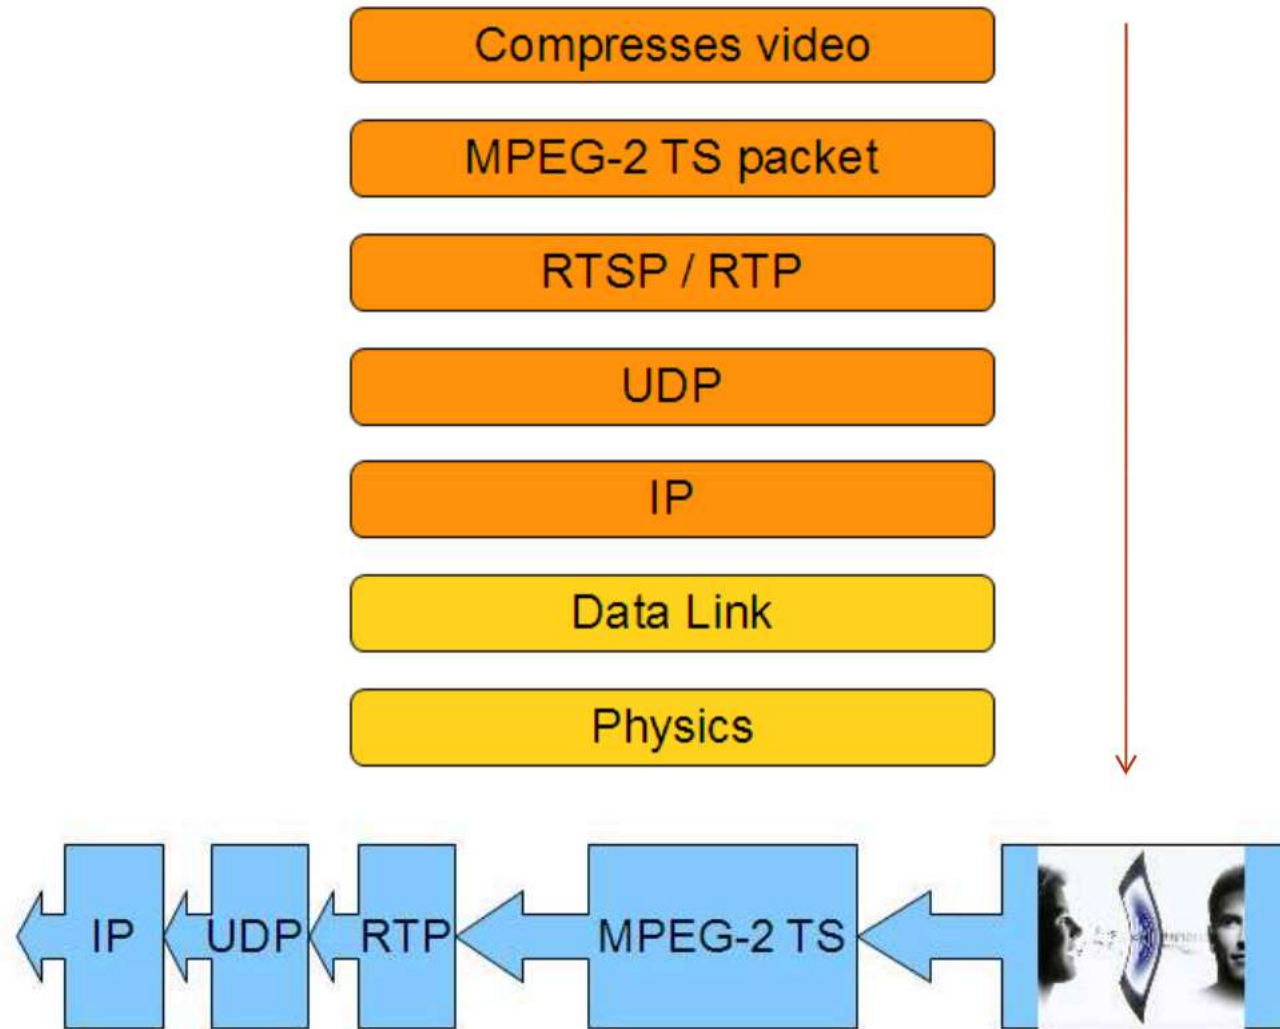 Compresses video
MPEG-2 TS packet
RTSP / RTP
UDP
IP
Data Link
Physics
IP
UDP
RTP
MPEG-2 TS